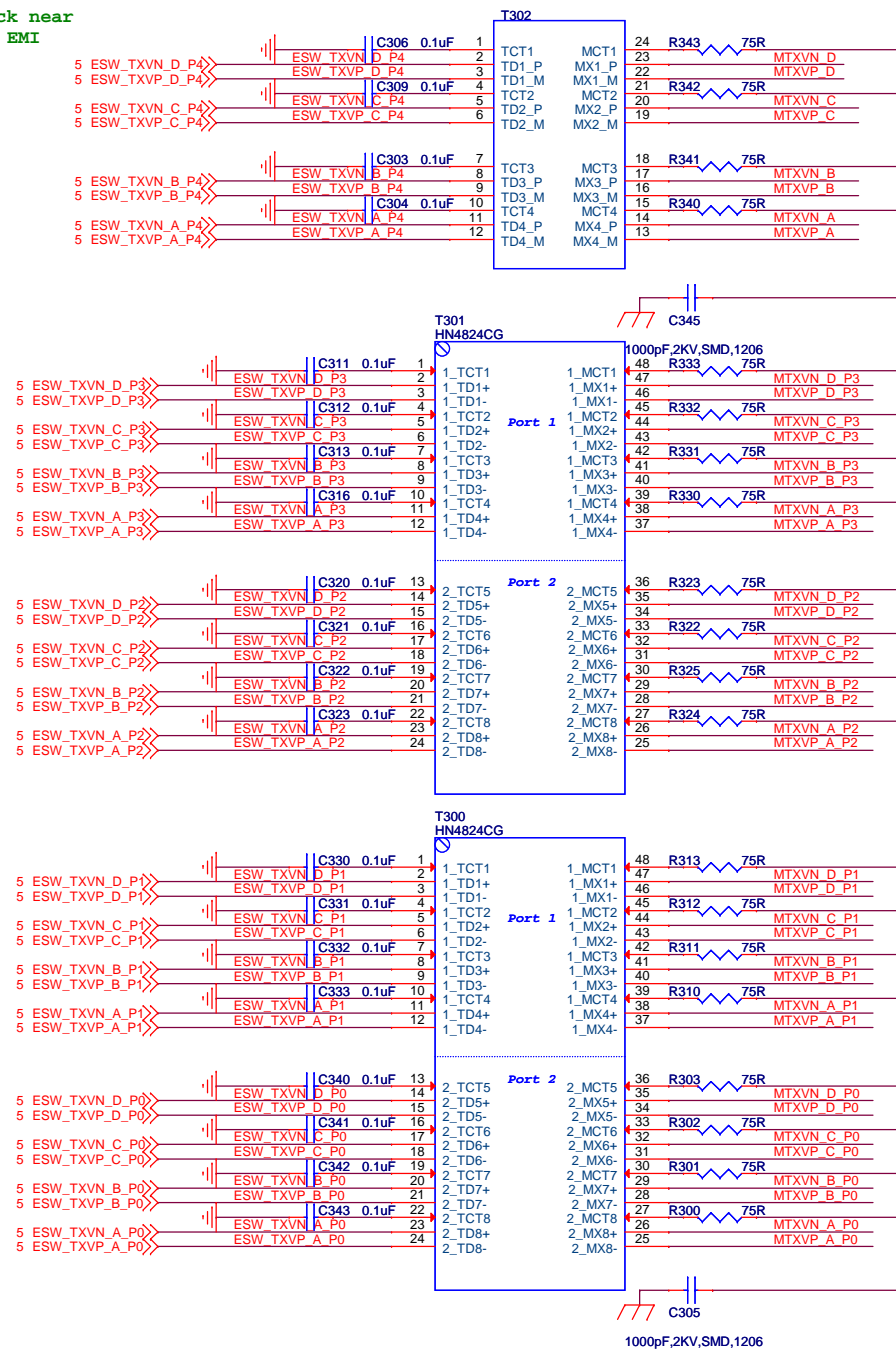 ck near
EMI
T302
C306 0.1uF 1 TCT1 MCT1 24 R343 75R
5 ESW_TXVN_D_P4 ESW_TXVN_D_P4 2 TD1_P MX1_P 23 MTXVN_D
5 ESW_TXVP_D_P4 ESW_TXVP_D_P4 3 TD1_M MX1_M 22 MTXVP_D
C309 0.1uF 4 TCT2 MCT2 21 R342 75R
5 ESW_TXVN_C_P4 ESW_TXVN_C_P4 5 TD2_P MX2_P 20 MTXVN_C
5 ESW_TXVP_C_P4 ESW_TXVP_C_P4 6 TD2_M MX2_M 19 MTXVP_C
C303 0.1uF 7 TCT3 MCT3 18 R341 75R
5 ESW_TXVN_B_P4 ESW_TXVN_B_P4 8 TD3_P MX3_P 17 MTXVN_B
5 ESW_TXVP_B_P4 ESW_TXVP_B_P4 9 TD3_M MX3_M 16 MTXVP_B
C304 0.1uF 10 TCT4 MCT4 15 R340 75R
5 ESW_TXVN_A_P4 ESW_TXVN_A_P4 11 TD4_P MX4_P 14 MTXVN_A
5 ESW_TXVP_A_P4 ESW_TXVP_A_P4 12 TD4_M MX4_M 13 MTXVP_A
C345
1000pF,2KV,SMD,1206
T301
HN4824CG
C311 0.1uF 1 1_TCT1 1_MCT1 48 R333 75R
5 ESW_TXVN_D_P3 ESW_TXVN_D_P3 2 1_TD1+ 1_MX1+ 47 MTXVN_D_P3
5 ESW_TXVP_D_P3 ESW_TXVP_D_P3 3 1_TD1- 1_MX1- 46 MTXVP_D_P3
C312 0.1uF 4 1_TCT2 Port 1 1_MCT2 45 R332 75R
5 ESW_TXVN_C_P3 ESW_TXVN_C_P3 5 1_TD2+ 1_MX2+ 44 MTXVN_C_P3
5 ESW_TXVP_C_P3 ESW_TXVP_C_P3 6 1_TD2- 1_MX2- 43 MTXVP_C_P3
C313 0.1uF 7 1_TCT3 1_MCT3 42 R331 75R
5 ESW_TXVN_B_P3 ESW_TXVN_B_P3 8 1_TD3+ 1_MX3+ 41 MTXVN_B_P3
5 ESW_TXVP_B_P3 ESW_TXVP_B_P3 9 1_TD3- 1_MX3- 40 MTXVP_B_P3
C316 0.1uF 10 1_TCT4 1_MCT4 39 R330 75R
5 ESW_TXVN_A_P3 ESW_TXVN_A_P3 11 1_TD4+ 1_MX4+ 38 MTXVN_A_P3
5 ESW_TXVP_A_P3 ESW_TXVP_A_P3 12 1_TD4- 1_MX4- 37 MTXVP_A_P3
C320 0.1uF 13 2_TCT5 Port 2 2_MCT5 36 R323 75R
5 ESW_TXVN_D_P2 ESW_TXVN_D_P2 14 2_TD5+ 2_MX5+ 35 MTXVN_D_P2
5 ESW_TXVP_D_P2 ESW_TXVP_D_P2 15 2_TD5- 2_MX5- 34 MTXVP_D_P2
C321 0.1uF 16 2_TCT6 2_MCT6 33 R322 75R
5 ESW_TXVN_C_P2 ESW_TXVN_C_P2 17 2_TD6+ 2_MX6+ 32 MTXVN_C_P2
5 ESW_TXVP_C_P2 ESW_TXVP_C_P2 18 2_TD6- 2_MX6- 31 MTXVP_C_P2
C322 0.1uF 19 2_TCT7 2_MCT7 30 R325 75R
5 ESW_TXVN_B_P2 ESW_TXVN_B_P2 20 2_TD7+ 2_MX7+ 29 MTXVN_B_P2
5 ESW_TXVP_B_P2 ESW_TXVP_B_P2 21 2_TD7- 2_MX7- 28 MTXVP_B_P2
C323 0.1uF 22 2_TCT8 2_MCT8 27 R324 75R
5 ESW_TXVN_A_P2 ESW_TXVN_A_P2 23 2_TD8+ 2_MX8+ 26 MTXVN_A_P2
5 ESW_TXVP_A_P2 ESW_TXVP_A_P2 24 2_TD8- 2_MX8- 25 MTXVP_A_P2
T300
HN4824CG
C330 0.1uF 1 1_TCT1 1_MCT1 48 R313 75R
5 ESW_TXVN_D_P1 ESW_TXVN_D_P1 2 1_TD1+ 1_MX1+ 47 MTXVN_D_P1
5 ESW_TXVP_D_P1 ESW_TXVP_D_P1 3 1_TD1- 1_MX1- 46 MTXVP_D_P1
C331 0.1uF 4 1_TCT2 Port 1 1_MCT2 45 R312 75R
5 ESW_TXVN_C_P1 ESW_TXVN_C_P1 5 1_TD2+ 1_MX2+ 44 MTXVN_C_P1
5 ESW_TXVP_C_P1 ESW_TXVP_C_P1 6 1_TD2- 1_MX2- 43 MTXVP_C_P1
C332 0.1uF 7 1_TCT3 1_MCT3 42 R311 75R
5 ESW_TXVN_B_P1 ESW_TXVN_B_P1 8 1_TD3+ 1_MX3+ 41 MTXVN_B_P1
5 ESW_TXVP_B_P1 ESW_TXVP_B_P1 9 1_TD3- 1_MX3- 40 MTXVP_B_P1
C333 0.1uF 10 1_TCT4 1_MCT4 39 R310 75R
5 ESW_TXVN_A_P1 ESW_TXVN_A_P1 11 1_TD4+ 1_MX4+ 38 MTXVN_A_P1
5 ESW_TXVP_A_P1 ESW_TXVP_A_P1 12 1_TD4- 1_MX4- 37 MTXVP_A_P1
C340 0.1uF 13 2_TCT5 Port 2 2_MCT5 36 R303 75R
5 ESW_TXVN_D_P0 ESW_TXVN_D_P0 14 2_TD5+ 2_MX5+ 35 MTXVN_D_P0
5 ESW_TXVP_D_P0 ESW_TXVP_D_P0 15 2_TD5- 2_MX5- 34 MTXVP_D_P0
C341 0.1uF 16 2_TCT6 2_MCT6 33 R302 75R
5 ESW_TXVN_C_P0 ESW_TXVN_C_P0 17 2_TD6+ 2_MX6+ 32 MTXVN_C_P0
5 ESW_TXVP_C_P0 ESW_TXVP_C_P0 18 2_TD6- 2_MX6- 31 MTXVP_C_P0
C342 0.1uF 19 2_TCT7 2_MCT7 30 R301 75R
5 ESW_TXVN_B_P0 ESW_TXVN_B_P0 20 2_TD7+ 2_MX7+ 29 MTXVN_B_P0
5 ESW_TXVP_B_P0 ESW_TXVP_B_P0 21 2_TD7- 2_MX7- 28 MTXVP_B_P0
C343 0.1uF 22 2_TCT8 2_MCT8 27 R300 75R
5 ESW_TXVN_A_P0 ESW_TXVN_A_P0 23 2_TD8+ 2_MX8+ 26 MTXVN_A_P0
5 ESW_TXVP_A_P0 ESW_TXVP_A_P0 24 2_TD8- 2_MX8- 25 MTXVP_A_P0
C305
1000pF,2KV,SMD,1206